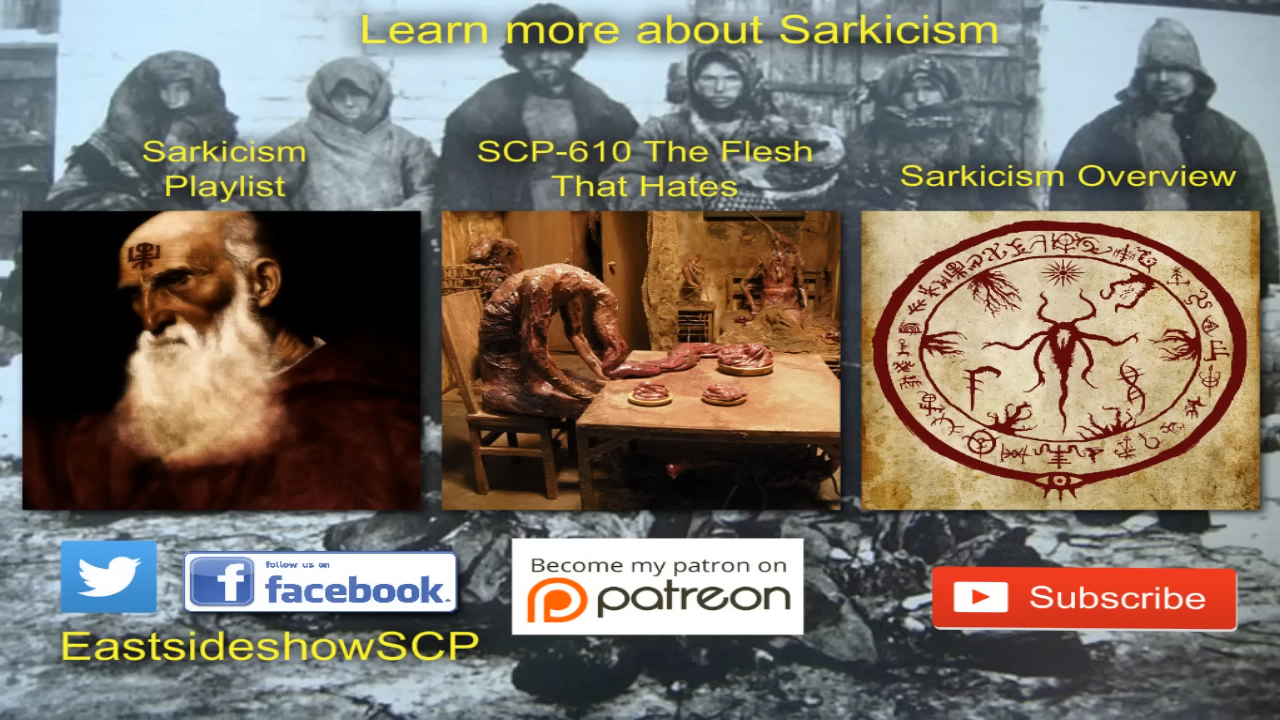 Learn more about Sarkicism
Sarkicism
Playlist
SCP-610 The Flesh
That Hates
Sarkicism Overview
follow us on
facebook.
Become my patron on
patreon
Subscribe
EastsideshowSCP